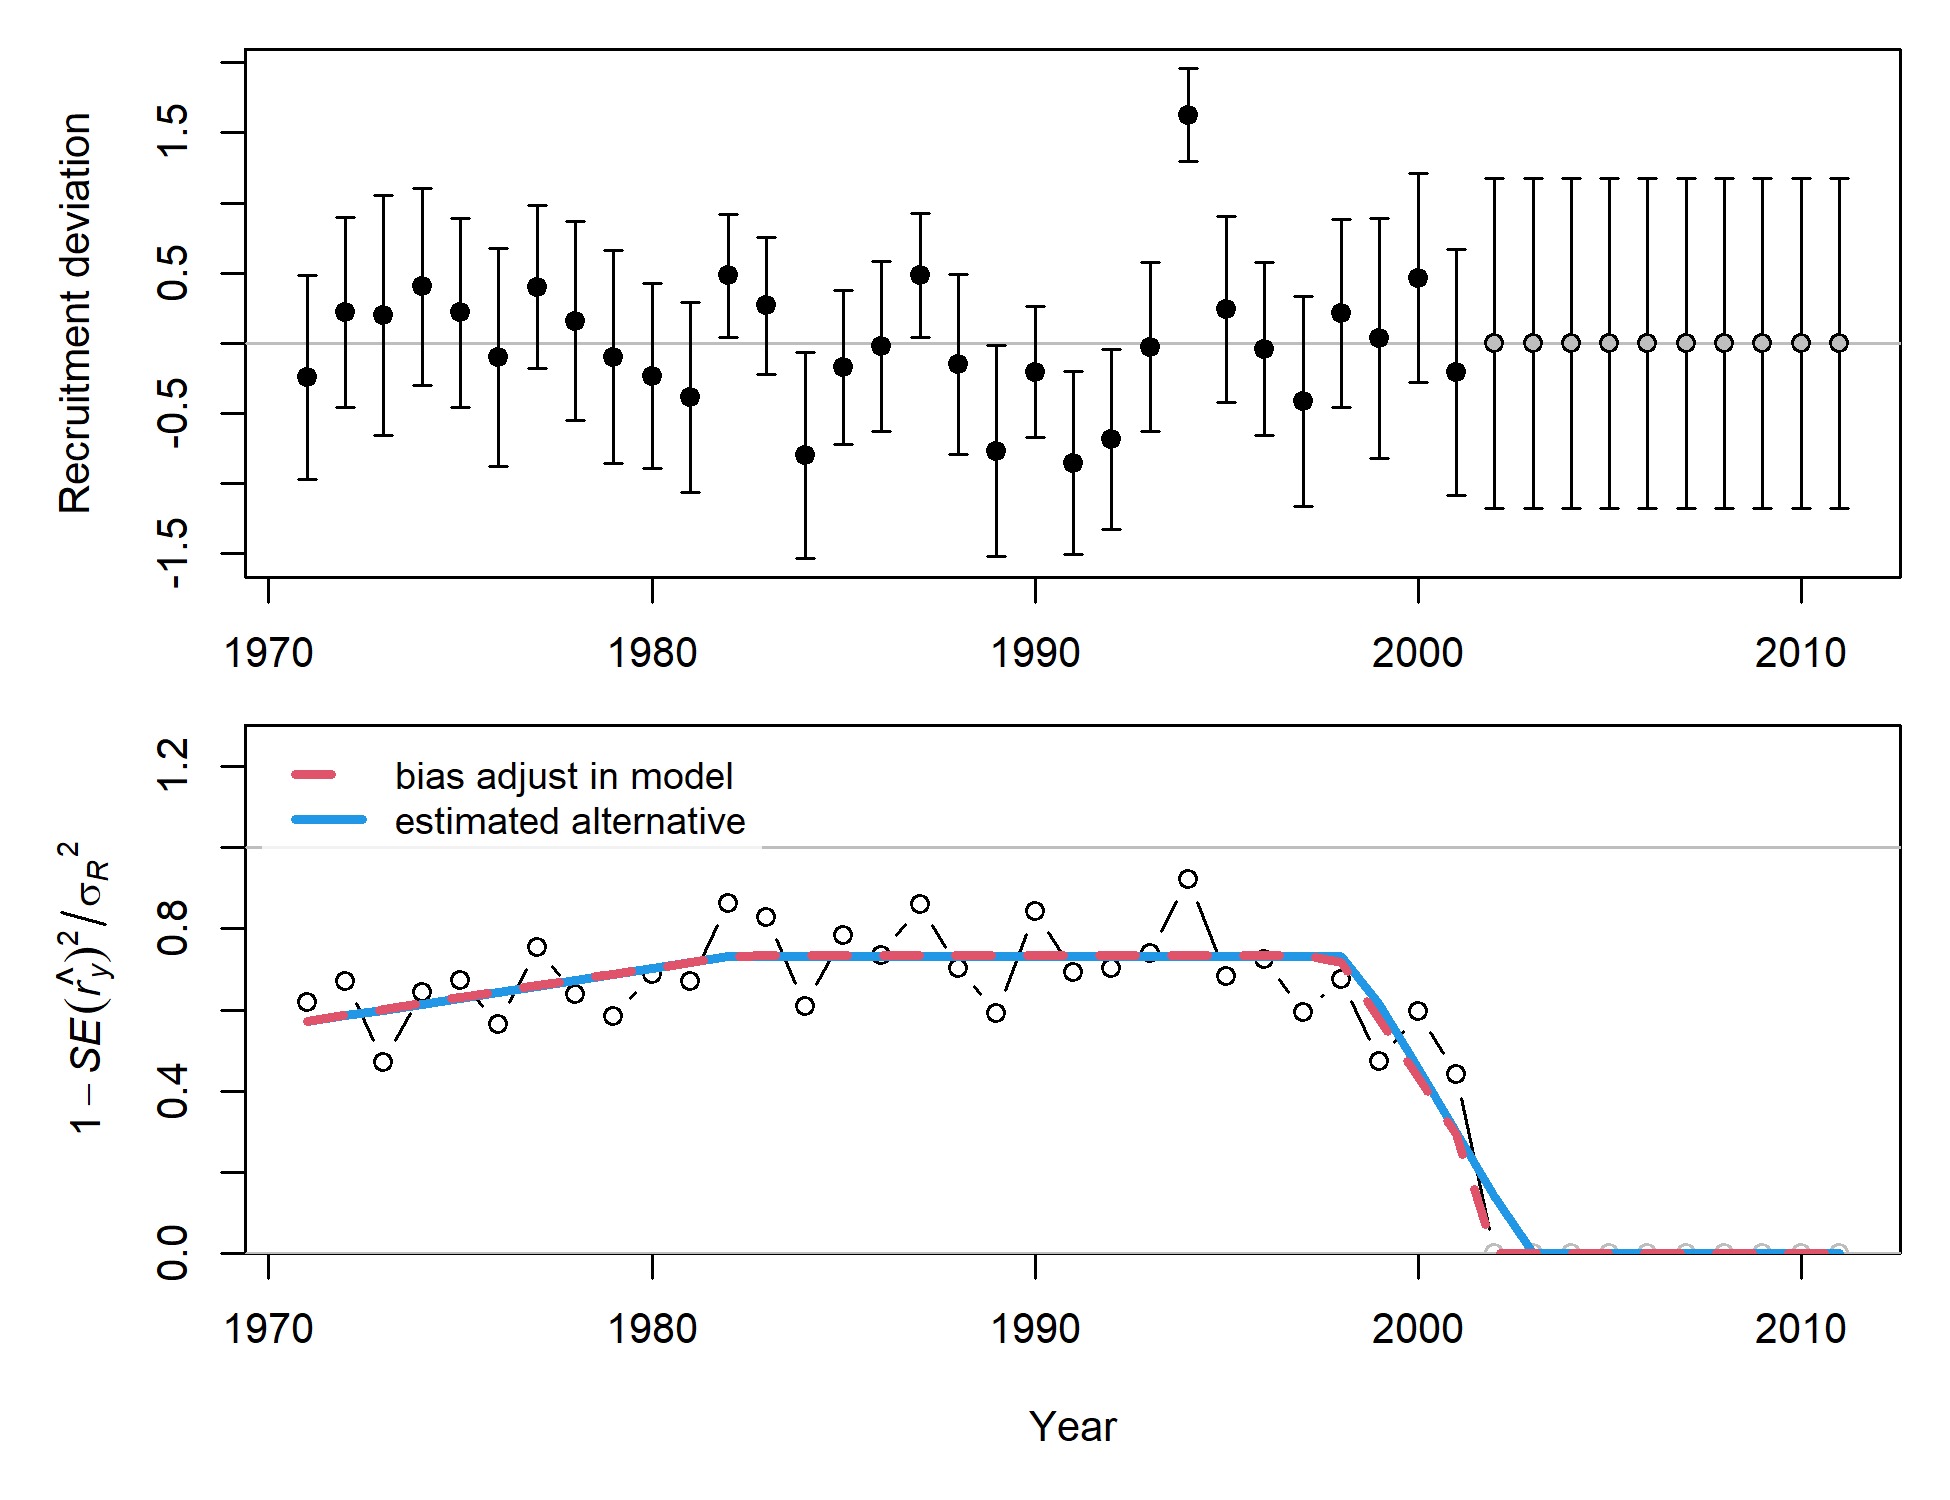 Recruitment deviation
1.5
0.5
-0.5
-1.5
1970 1980 1990 2000 2010
bias adjust in model
estimated alternative
1 − SE(r̂y)² / σR²
1.2
0.8
0.4
0.0
1970 1980 1990 2000 2010
Year